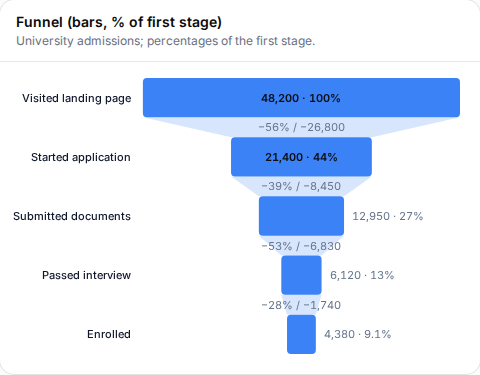 Funnel (bars, % of first stage)
University admissions; percentages of the first stage.
Visited landing page
48,200 · 100%
−56% / −26,800
Started application
21,400 · 44%
−39% / −8,450
Submitted documents
12,950 · 27%
−53% / −6,830
Passed interview
6,120 · 13%
−28% / −1,740
Enrolled
4,380 · 9.1%